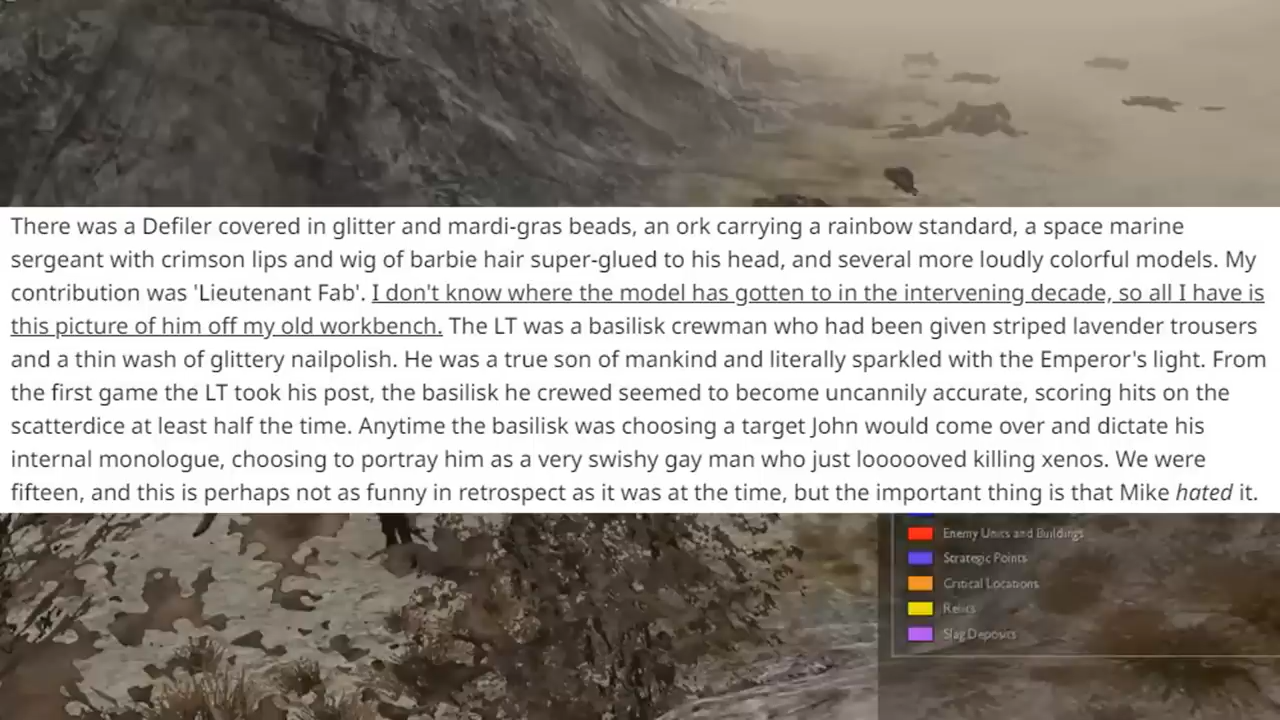 There was a Defiler covered in glitter and mardi-gras beads, an ork carrying a rainbow standard, a space marine
sergeant with crimson lips and wig of barbie hair super-glued to his head, and several more loudly colorful models. My
contribution was 'Lieutenant Fab'. I don't know where the model has gotten to in the intervening decade, so all I have is
this picture of him off my old workbench. The LT was a basilisk crewman who had been given striped lavender trousers
and a thin wash of glittery nailpolish. He was a true son of mankind and literally sparkled with the Emperor's light. From
the first game the LT took his post, the basilisk he crewed seemed to become uncannily accurate, scoring hits on the
scatterdice at least half the time. Anytime the basilisk was choosing a target John would come over and dictate his
internal monologue, choosing to portray him as a very swishy gay man who just loooooved killing xenos. We were
fifteen, and this is perhaps not as funny in retrospect as it was at the time, but the important thing is that Mike hated it.
Enemy Units and Buildings
Strategic Points
Critical Locations
Relics
Slag Deposits